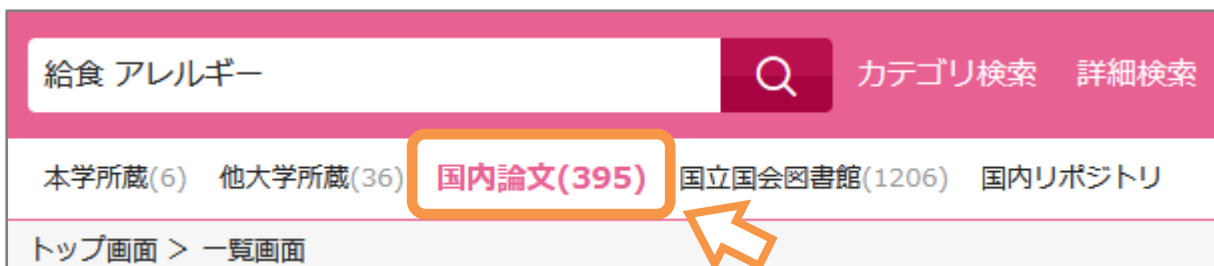 給食 アレルギー カテゴリ検索 詳細検索
本学所蔵(6) 他大学所蔵(36) 国内論文(395) 国立国会図書館(1206) 国内リポジトリ
トップ画面 > 一覧画面